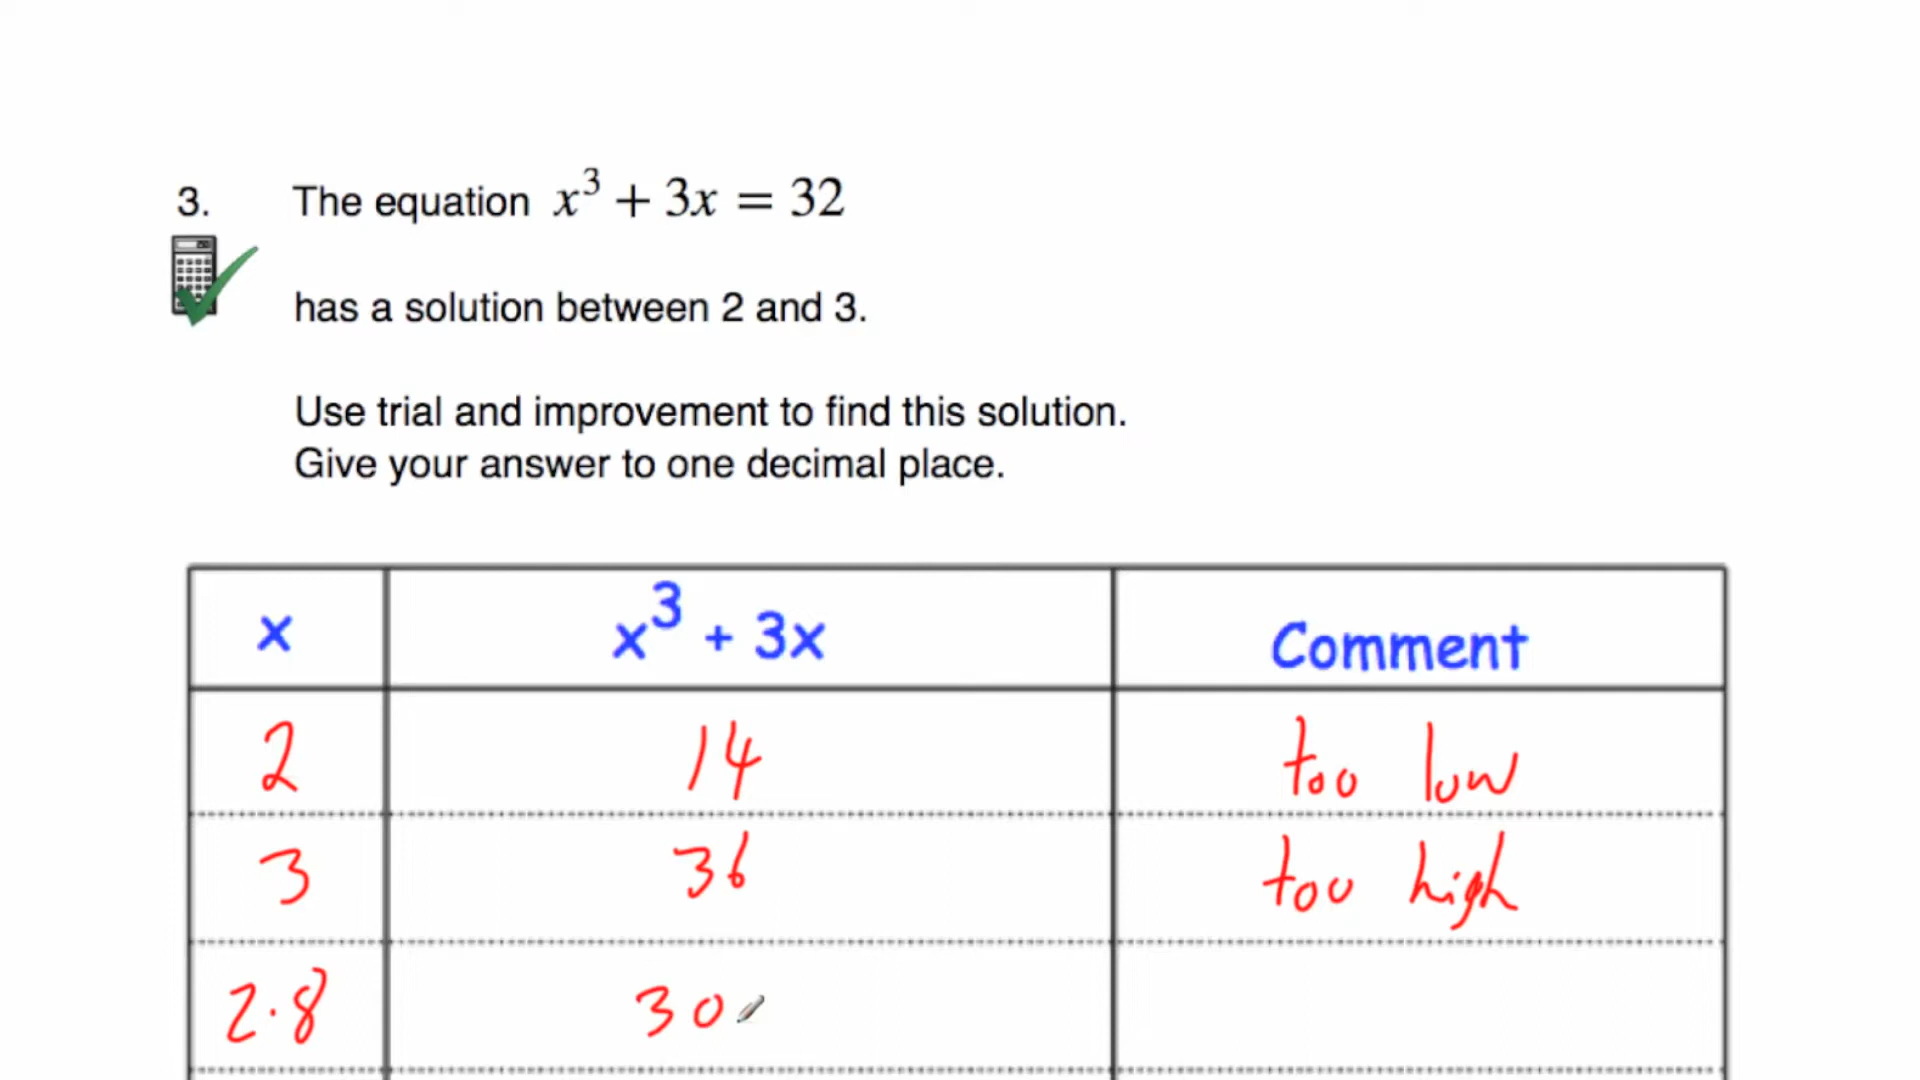 3. The equation x³ + 3x = 32
has a solution between 2 and 3.
Use trial and improvement to find this solution.
Give your answer to one decimal place.
x x³ + 3x Comment
2 14 too low
3 36 too high
2.8 30